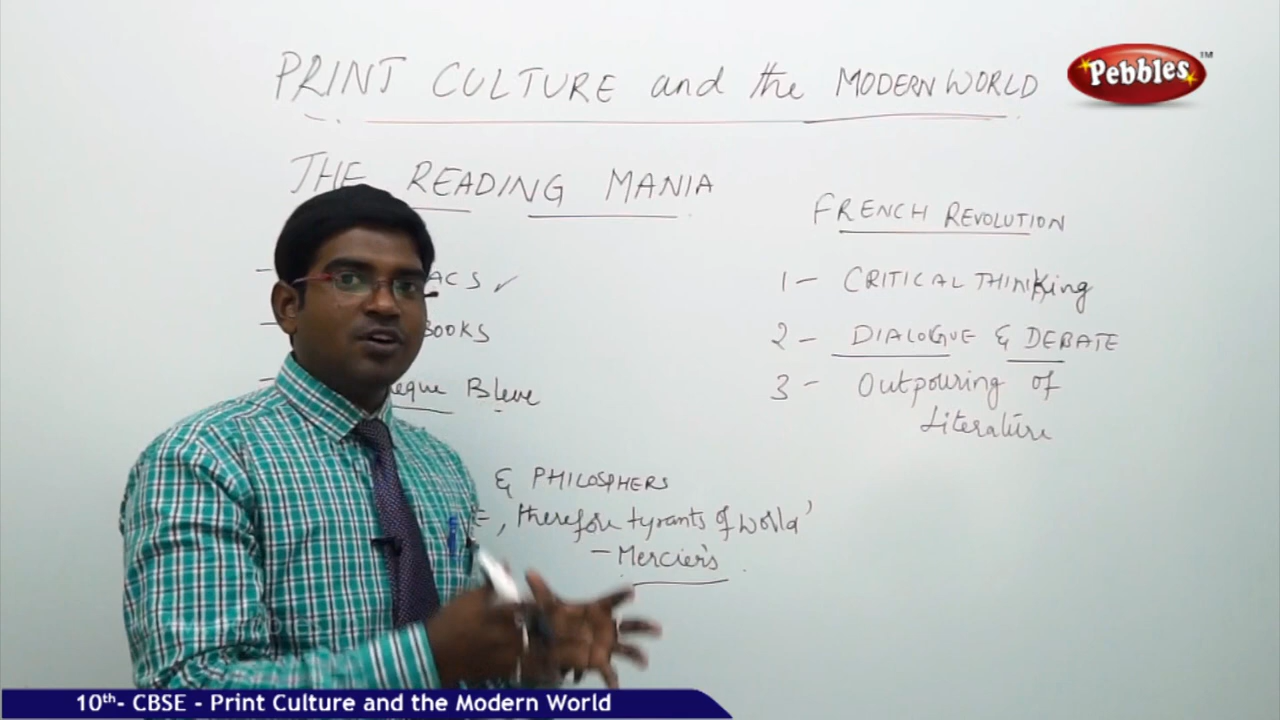 PRINT CULTURE and the MODERN WORLD
Pebbles™
THE READING MANIA
ACS ✓
BOOKS
eque Bleue
& PHILOSPHERS
, therefore tyrants of world'
- Mercier's
FRENCH REVOLUTION
1- CRITICAL THINKing
2- DIALOGUE & DEBATE
3- Outpouring of
Literature
10th- CBSE - Print Culture and the Modern World